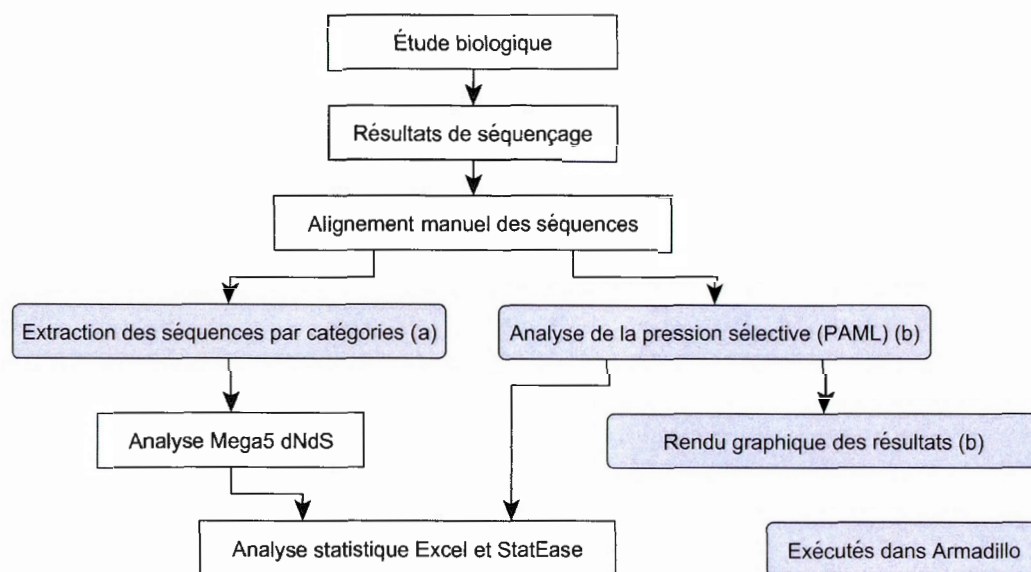 Étude biologique
Résultats de séquençage
Alignement manuel des séquences
Extraction des séquences par catégories (a)
Analyse de la pression sélective (PAML) (b)
Analyse Mega5 dNdS
Rendu graphique des résultats (b)
Analyse statistique Excel et StatEase
Exécutés dans Armadillo